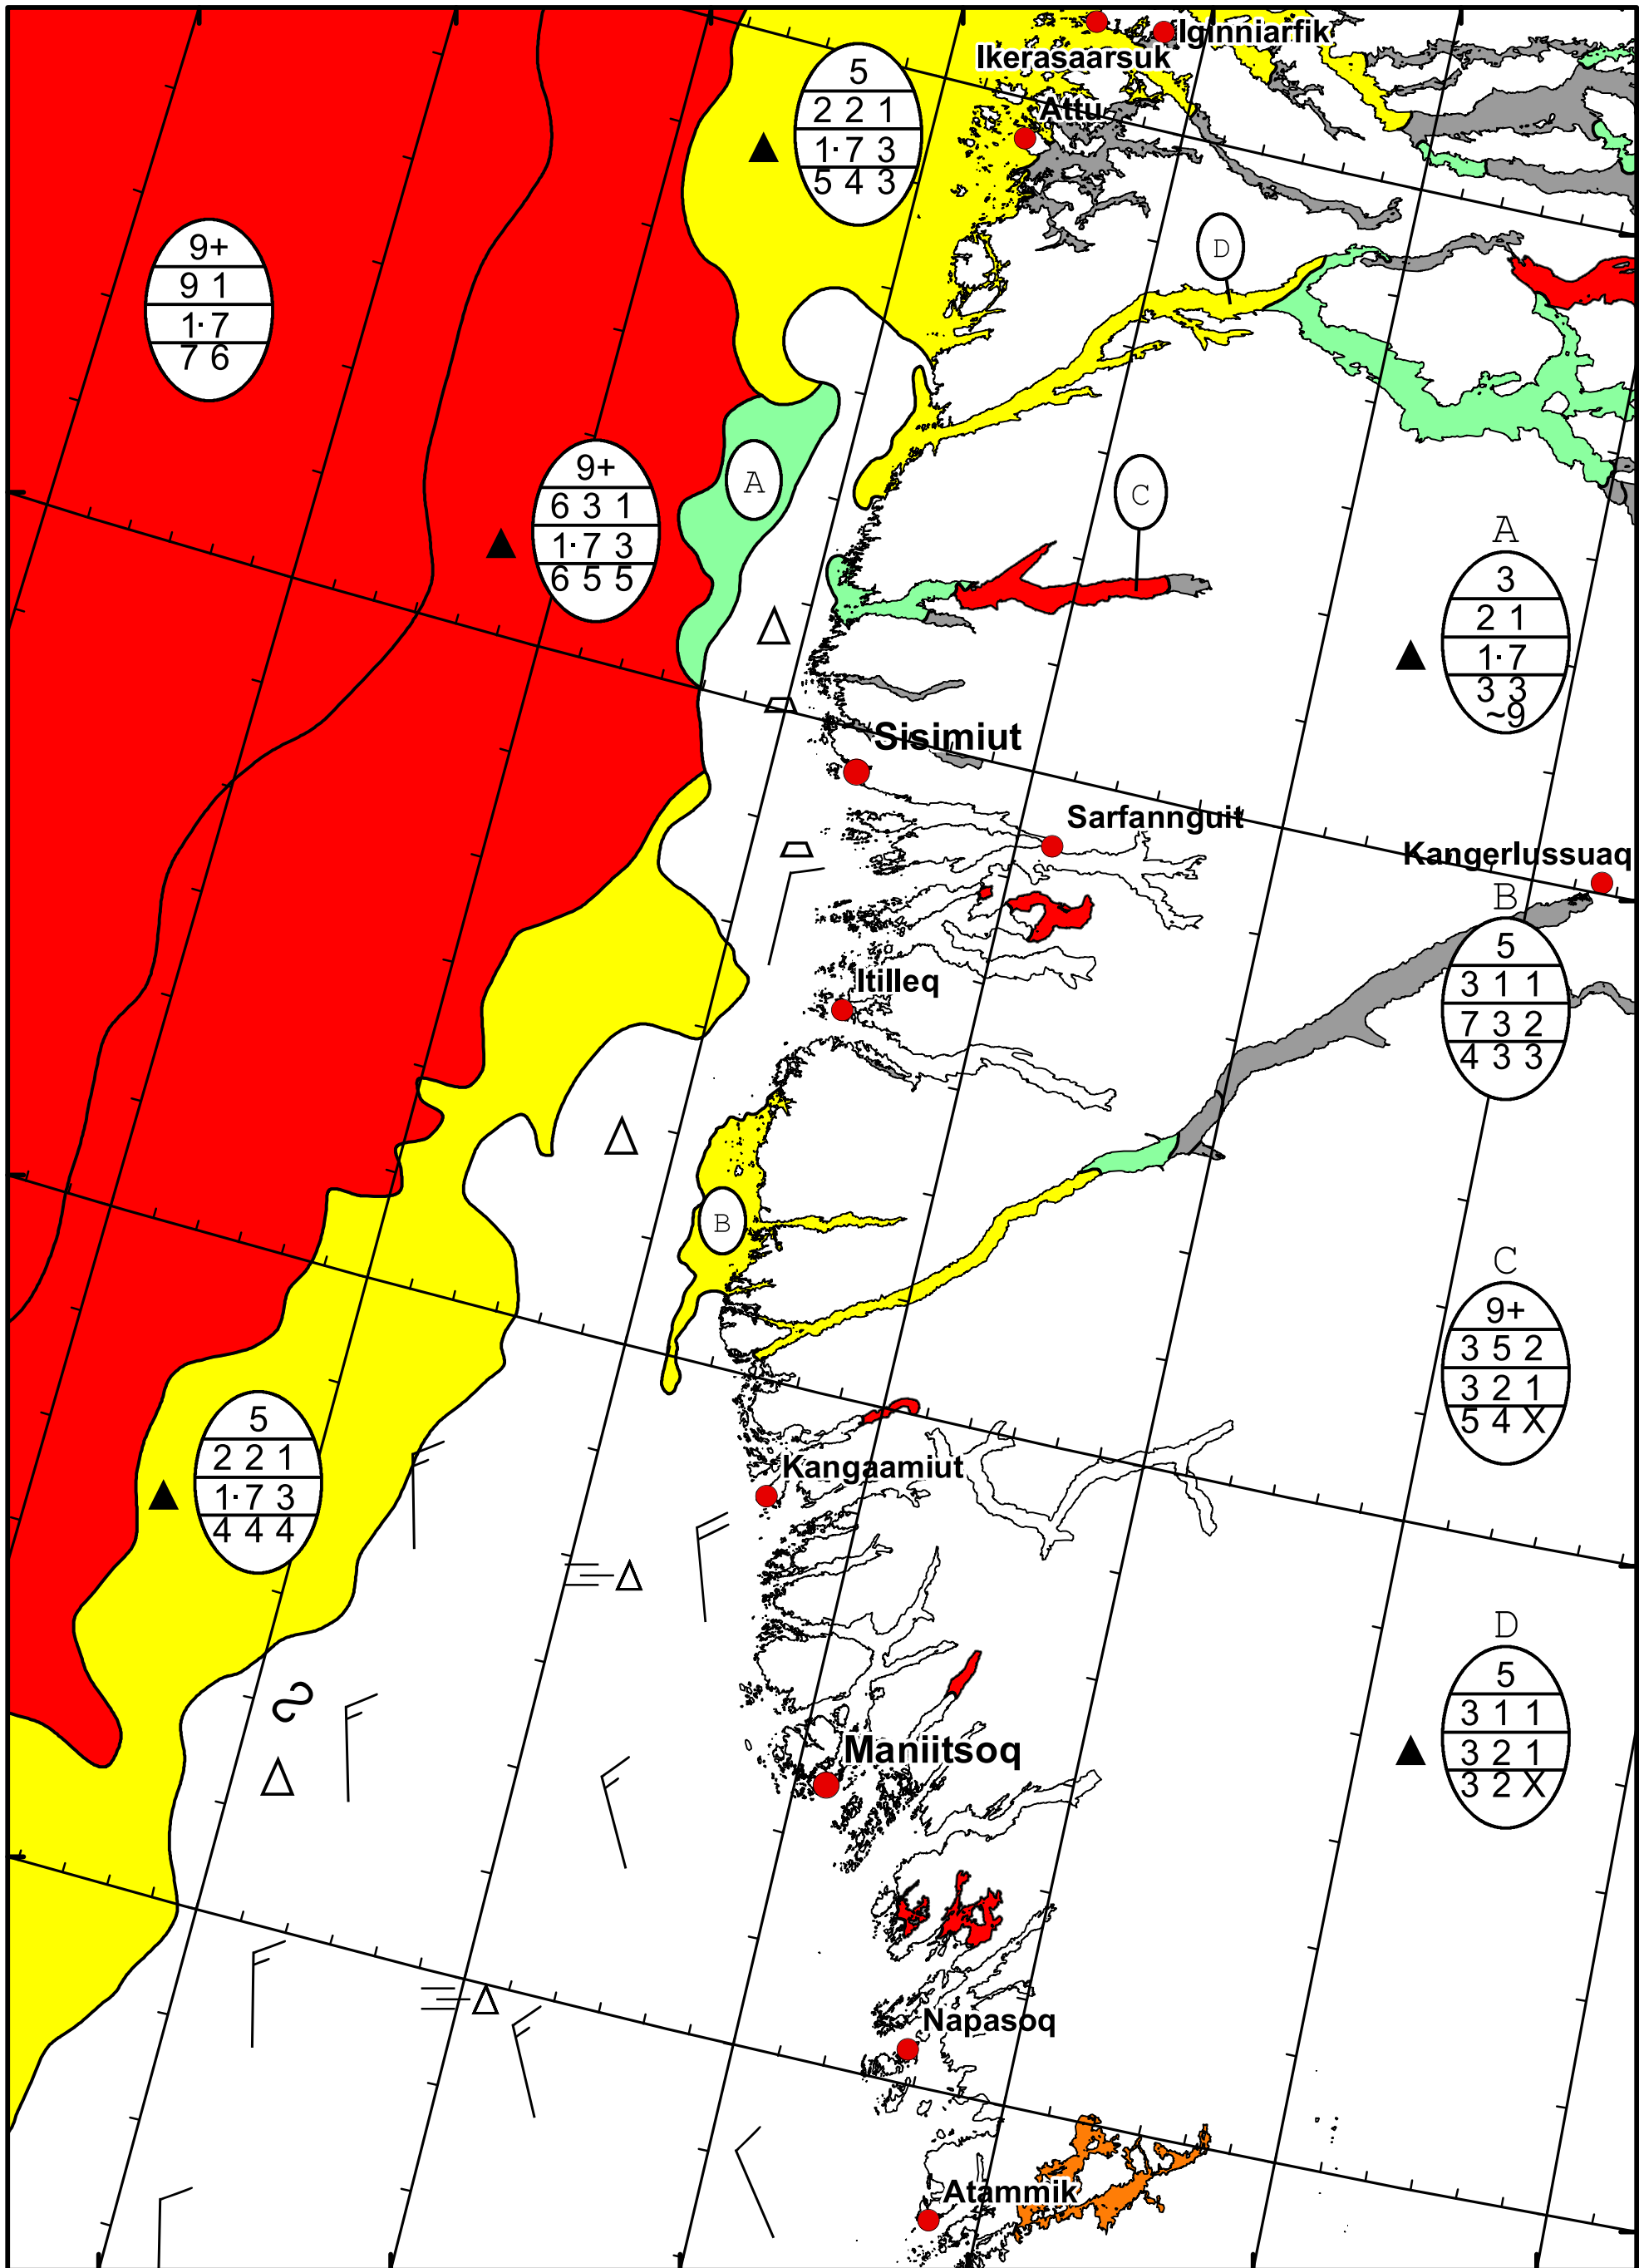 Iginniarfik
Ikerasaarsuk
Attu
5
2 2 1
1· 7 3
5 4 3
9+
9 1
1· 7
7 6
D
9+
6 3 1
1· 7 3
6 5 5
A
C
A
3
2 1
1· 7
3 3
~9
Sisimiut
Sarfannguit
Kangerlussuaq
B
5
3 1 1
7 3 2
4 3 3
Itilleq
B
C
9+
3 5 2
3 2 1
5 4 X
5
2 2 1
1· 7 3
4 4 4
Kangaamiut
D
5
3 1 1
3 2 1
3 2 X
Maniitsoq
Napasoq
Atammik